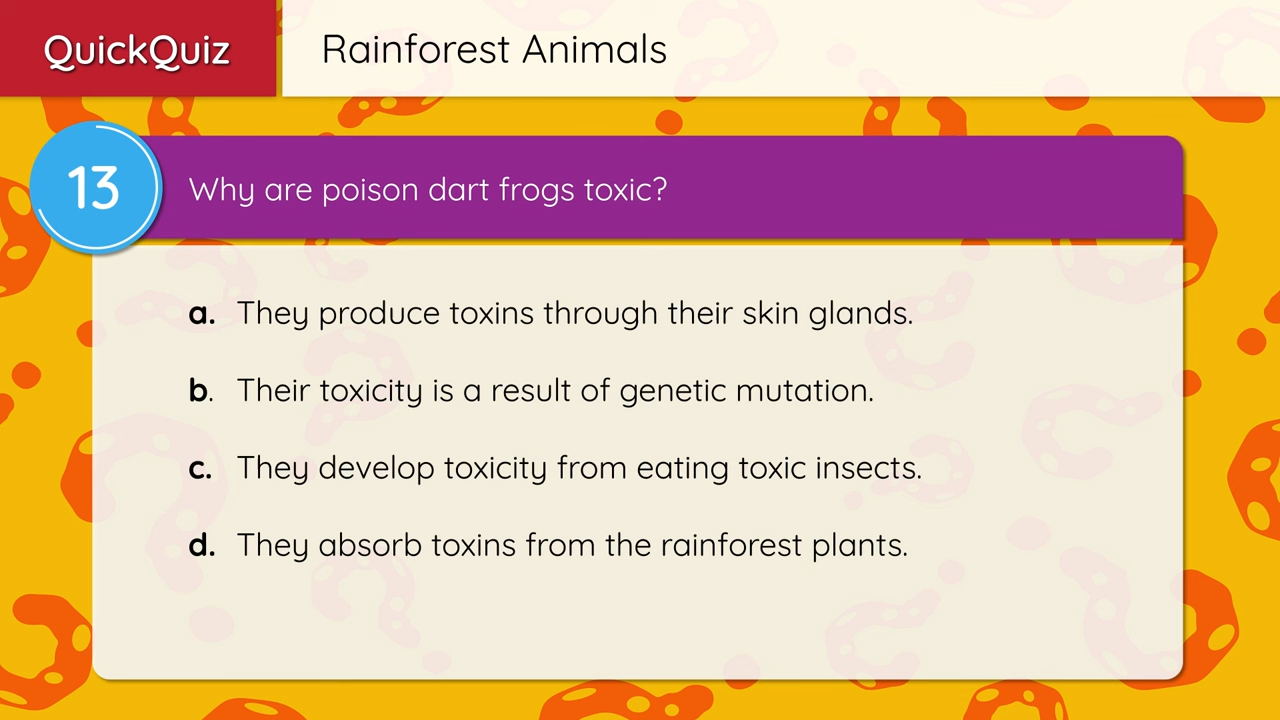 QuickQuiz
Rainforest Animals
13
Why are poison dart frogs toxic?
a. They produce toxins through their skin glands.
b. Their toxicity is a result of genetic mutation.
c. They develop toxicity from eating toxic insects.
d. They absorb toxins from the rainforest plants.